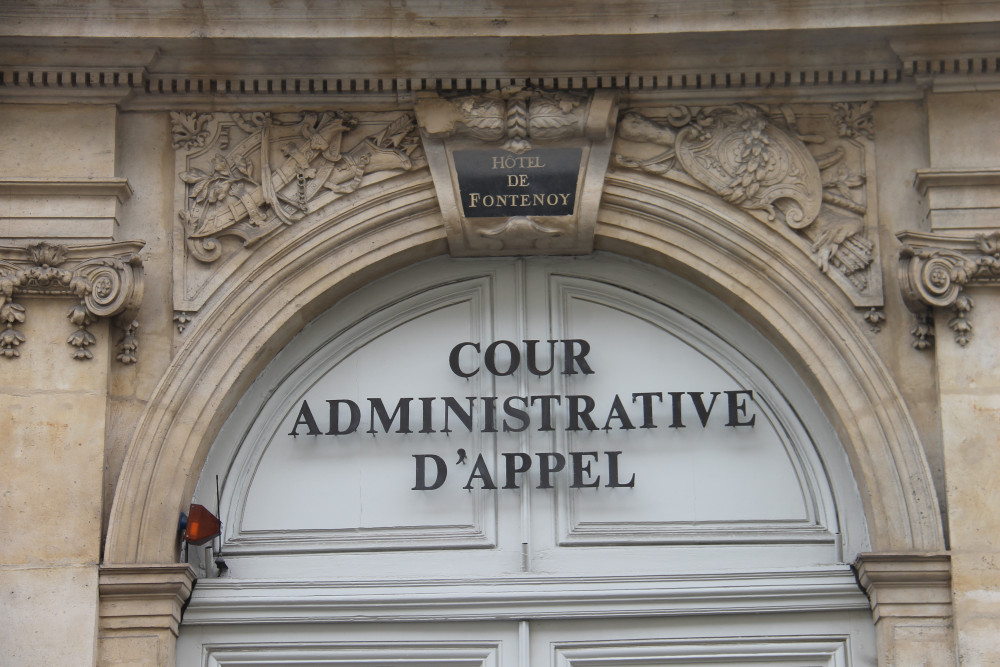 HÔTEL
DE
FONTENOY
COUR
ADMINISTRATIVE
D'APPEL